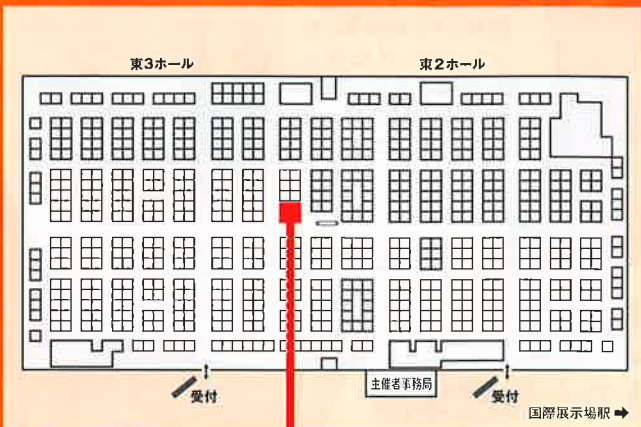 東3ホール
東2ホール
主催者事務局
受付
受付
国際展示場駅➡